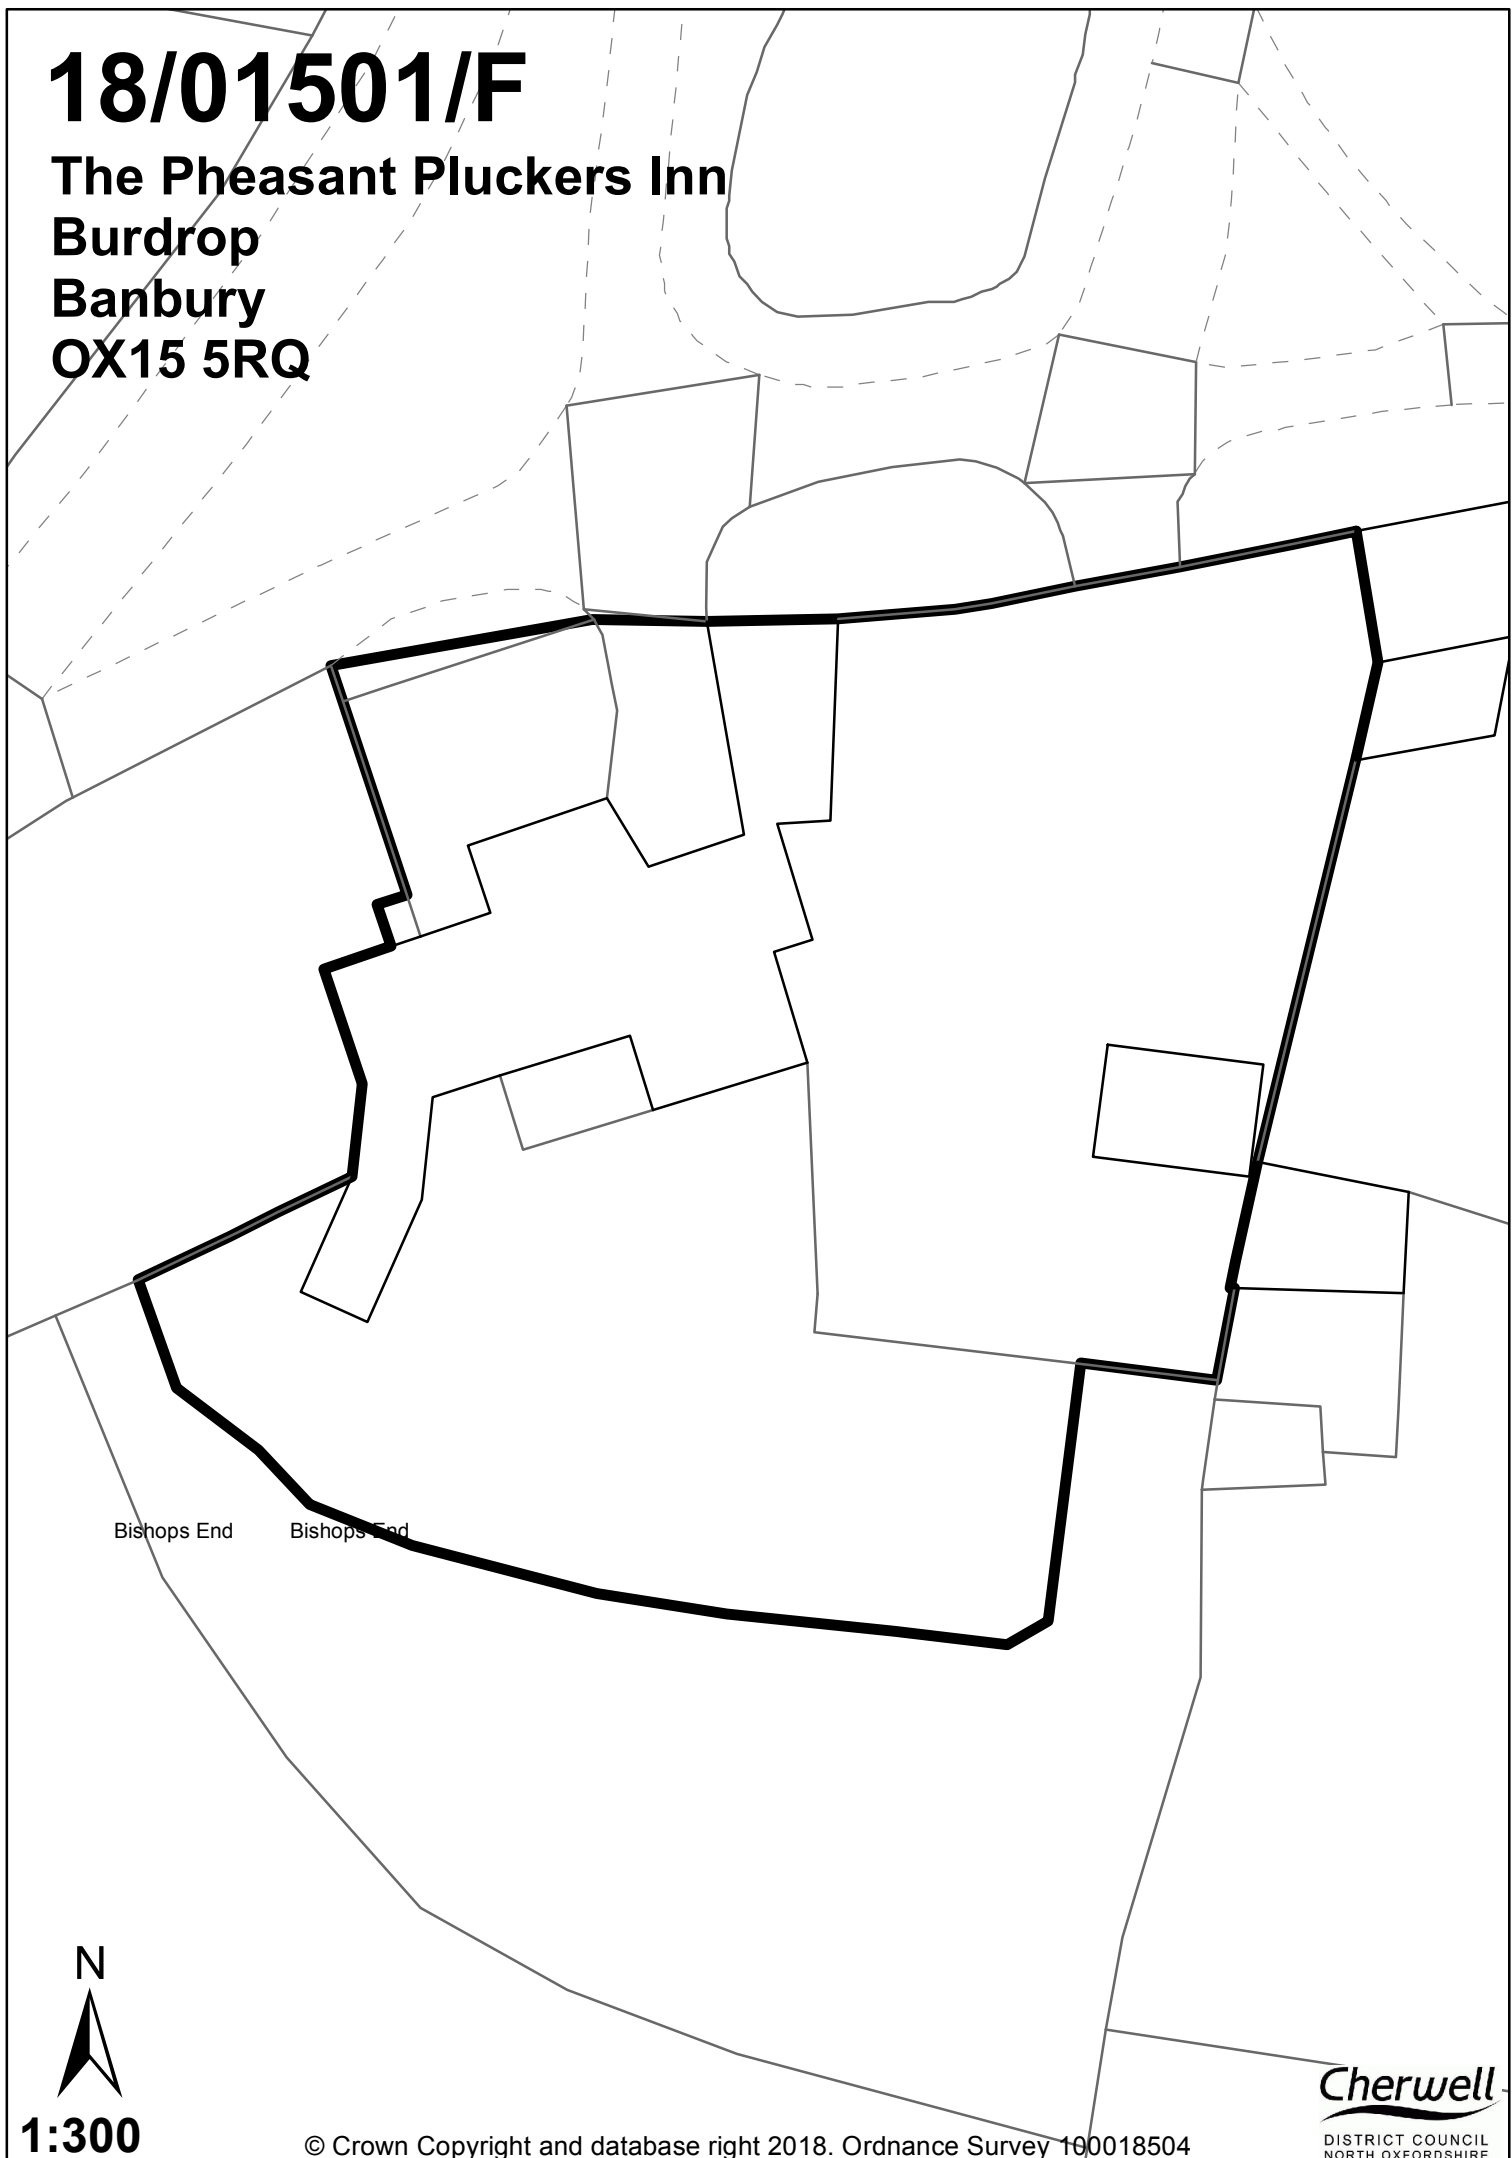 18/01501/F
The Pheasant Pluckers Inn
Burdrop
Banbury
OX15 5RQ
Bishops End Bishops End
N
1:300
© Crown Copyright and database right 2018. Ordnance Survey 100018504
Cherwell
DISTRICT COUNCIL
NORTH OXFORDSHIRE